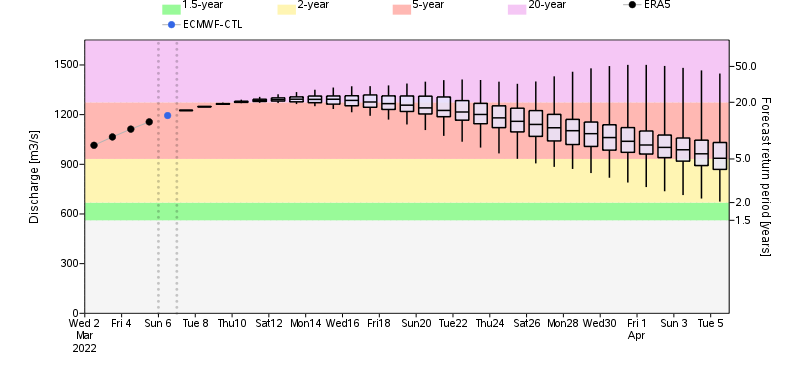 1.5-year 2-year 5-year 20-year ERA5
ECMWF-CTL
1500
1200
900
600
300
0
Discharge [m3/s]
50.0
20.0
5.0
2.0
1.5
Forecast return period [years]
Wed 2 Fri 4 Sun 6 Tue 8 Thu10 Sat12 Mon14 Wed16 Fri18 Sun20 Tue22 Thu24 Sat26 Mon28 Wed30 Fri 1 Sun 3 Tue 5
Mar Apr
2022